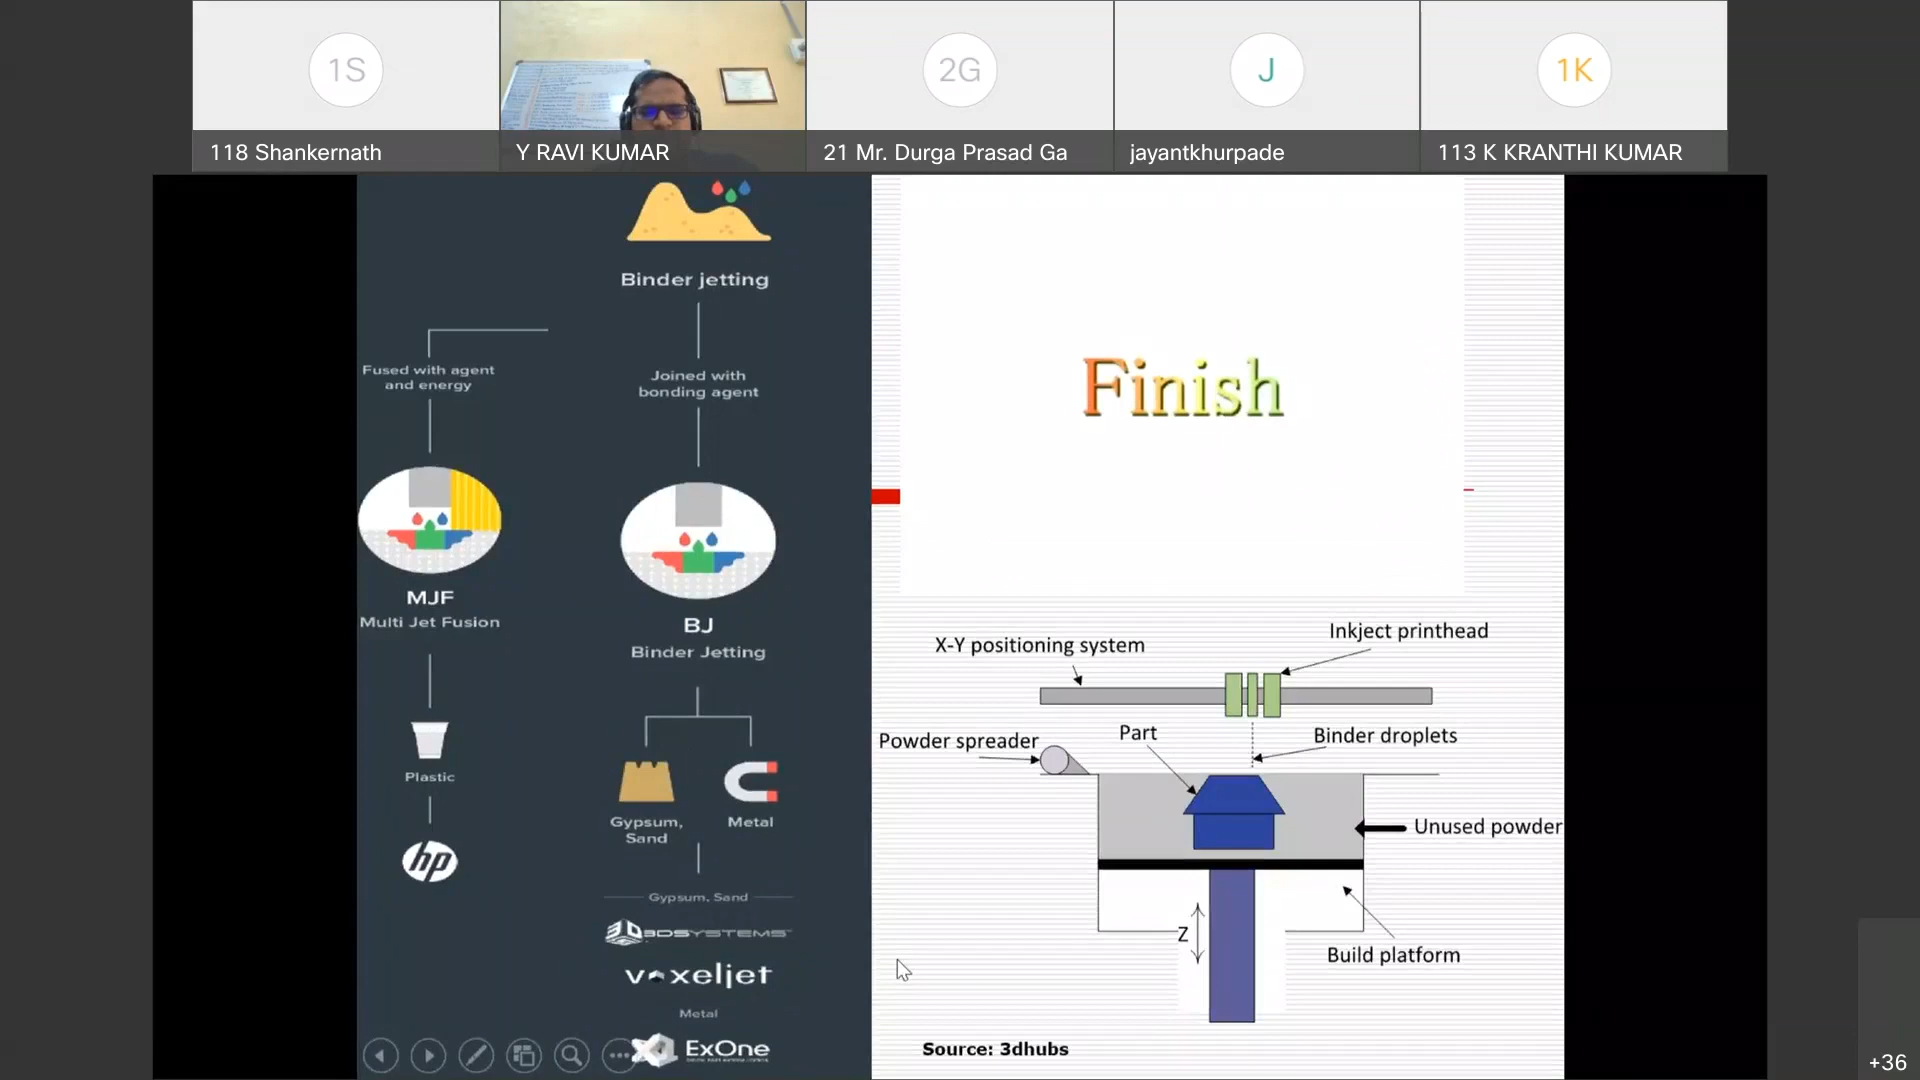 1S
2G
J
1K
118 Shankernath
Y RAVI KUMAR
21 Mr. Durga Prasad Ga
jayantkhurpade
113 K KRANTHI KUMAR
Binder jetting
Fused with agent
and energy
Joined with
bonding agent
MJF
Multi Jet Fusion
BJ
Binder Jetting
Plastic
Gypsum,
Sand
Metal
hp
Gypsum, Sand
3DSYSTEMS
voxeljet
Metal
ExOne
Finish
X-Y positioning system
Inkject printhead
Powder spreader
Part
Binder droplets
Unused powder
Z
Build platform
Source: 3dhubs
+36